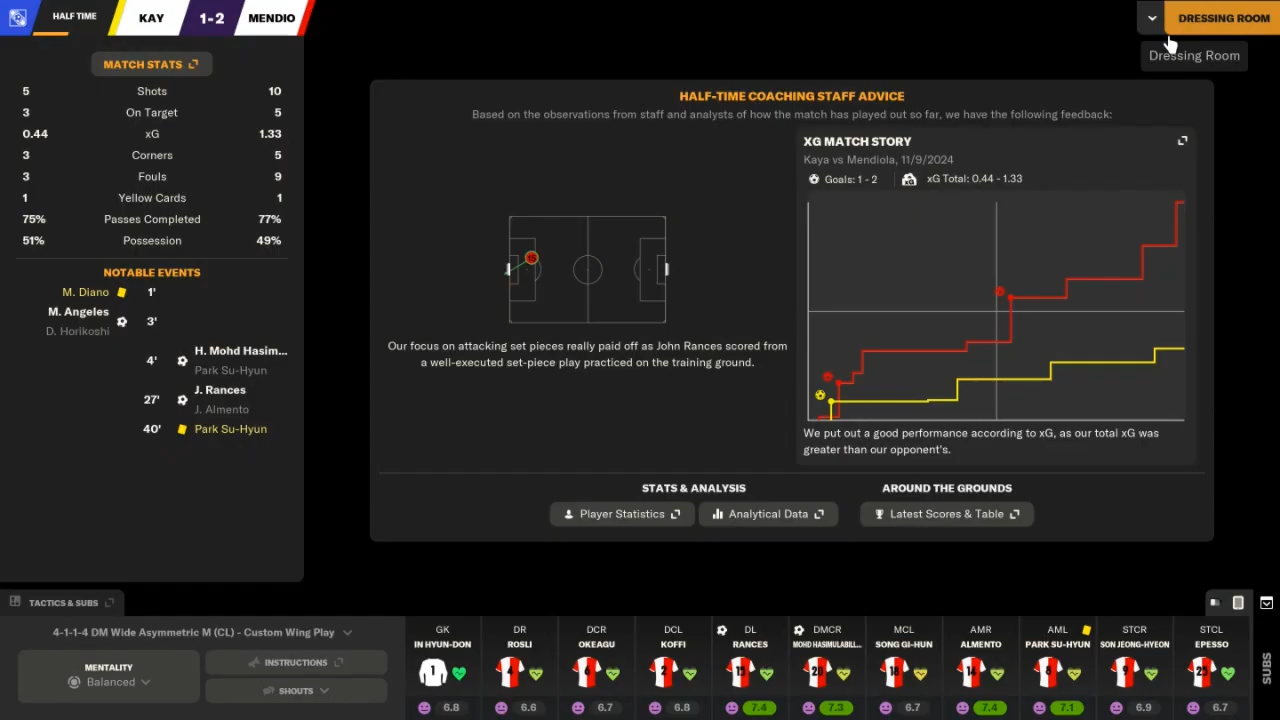 HALF TIME
KAY
1-2
MENDIO
DRESSING ROOM
Dressing Room
MATCH STATS
5 Shots 10
3 On Target 5
0.44 xG 1.33
3 Corners 5
3 Fouls 9
1 Yellow Cards 1
75% Passes Completed 77%
51% Possession 49%
NOTABLE EVENTS
M. Diano 1'
M. Angeles
D. Horikoshi
3'
4'
H. Mohd Hasim...
Park Su-Hyun
27'
J. Rances
J. Almento
40' Park Su-Hyun
HALF-TIME COACHING STAFF ADVICE
Based on the observations from staff and analysts of how the match has played out so far, we have the following feedback:
15
Our focus on attacking set pieces really paid off as John Rances scored from
a well-executed set-piece play practiced on the training ground.
XG MATCH STORY
Kaya vs Mendiola, 11/9/2024
Goals: 1 - 2
xG Total: 0.44 - 1.33
We put out a good performance according to xG, as our total xG was
greater than our opponent's.
STATS & ANALYSIS
Player Statistics
Analytical Data
AROUND THE GROUNDS
Latest Scores & Table
TACTICS & SUBS
4-1-1-4 DM Wide Asymmetric M (CL) - Custom Wing Play
MENTALITY
Balanced
INSTRUCTIONS
SHOUTS
GK DR DCR DCL DL DMCR MCL AMR AML STCR STCL
IN HYUN-DON ROSLI OKEAGU KOFFI RANCES MOHD HASIMULABILL... SONG GI-HUN ALMENTO PARK SU-HYUN SON JEONG-HYEON EPESSO
1 4 6 2 15 20 18 14 8 9 25
6.8 6.6 6.7 6.8 7.4 7.3 6.7 7.4 7.1 6.9 6.7
SUBS